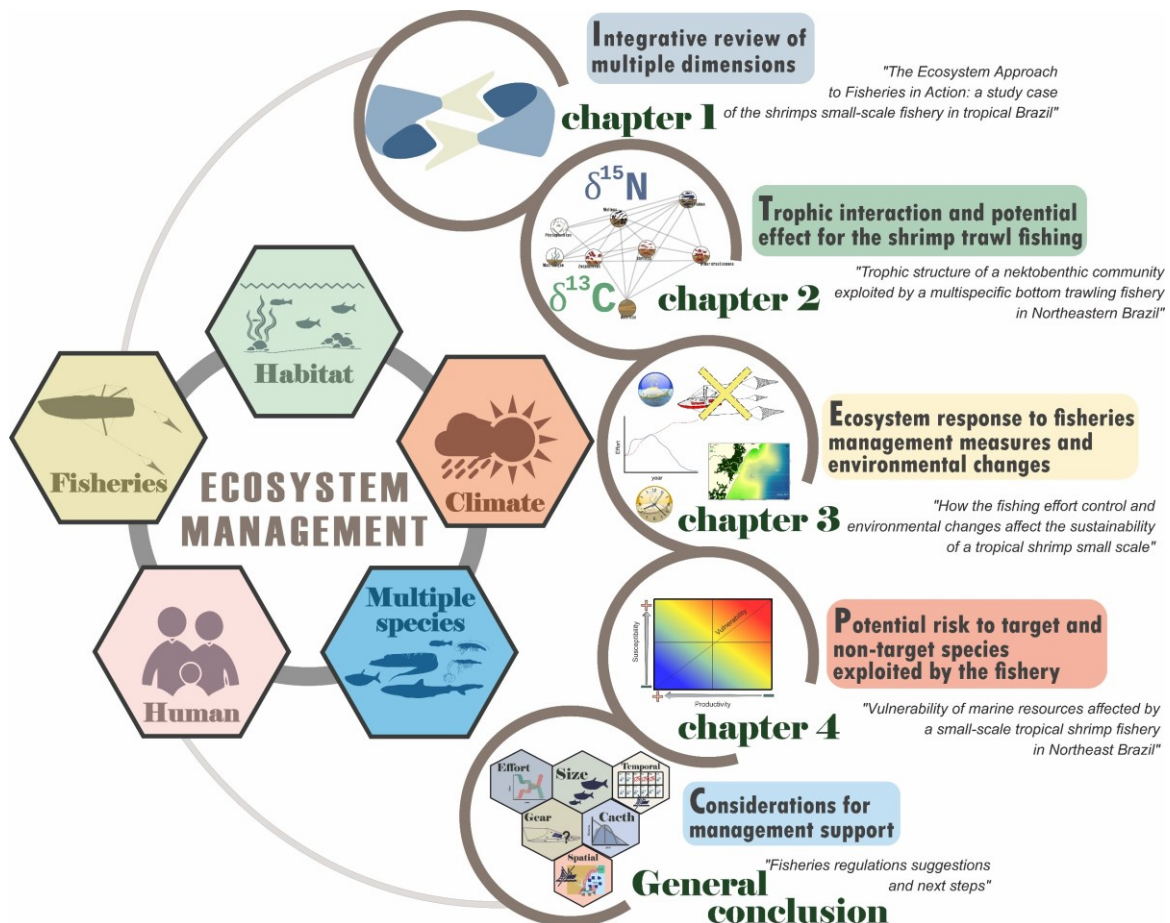 Integrative review of
multiple dimensions
chapter 1
"The Ecosystem Approach
to Fisheries in Action: a study case
of the shrimps small-scale fishery in tropical Brazil"
δ¹⁵N
δ¹³C
chapter 2
Trophic interaction and potential
effect for the shrimp trawl fishing
"Trophic structure of a nektobenthic community
exploited by a multispecific bottom trawling fishery
in Northeastern Brazil"
Habitat
Fisheries
Climate
ECOSYSTEM
MANAGEMENT
Human
Multiple
species
Effort
year
chapter 3
Ecosystem response to fisheries
management measures and
environmental changes
"How the fishing effort control and
environmental changes affect the sustainability
of a tropical shrimp small scale"
Susceptibility
Vulnerability
Productivity
chapter 4
Potential risk to target and
non-target species
exploited by the fishery
"Vulnerability of marine resources affected by
a small-scale tropical shrimp fishery
in Northeast Brazil"
Effort
Size
Temporal
Gear
Cacth
Spatial
Considerations for
management support
"Fisheries regulations suggestions
and next steps"
General
conclusion